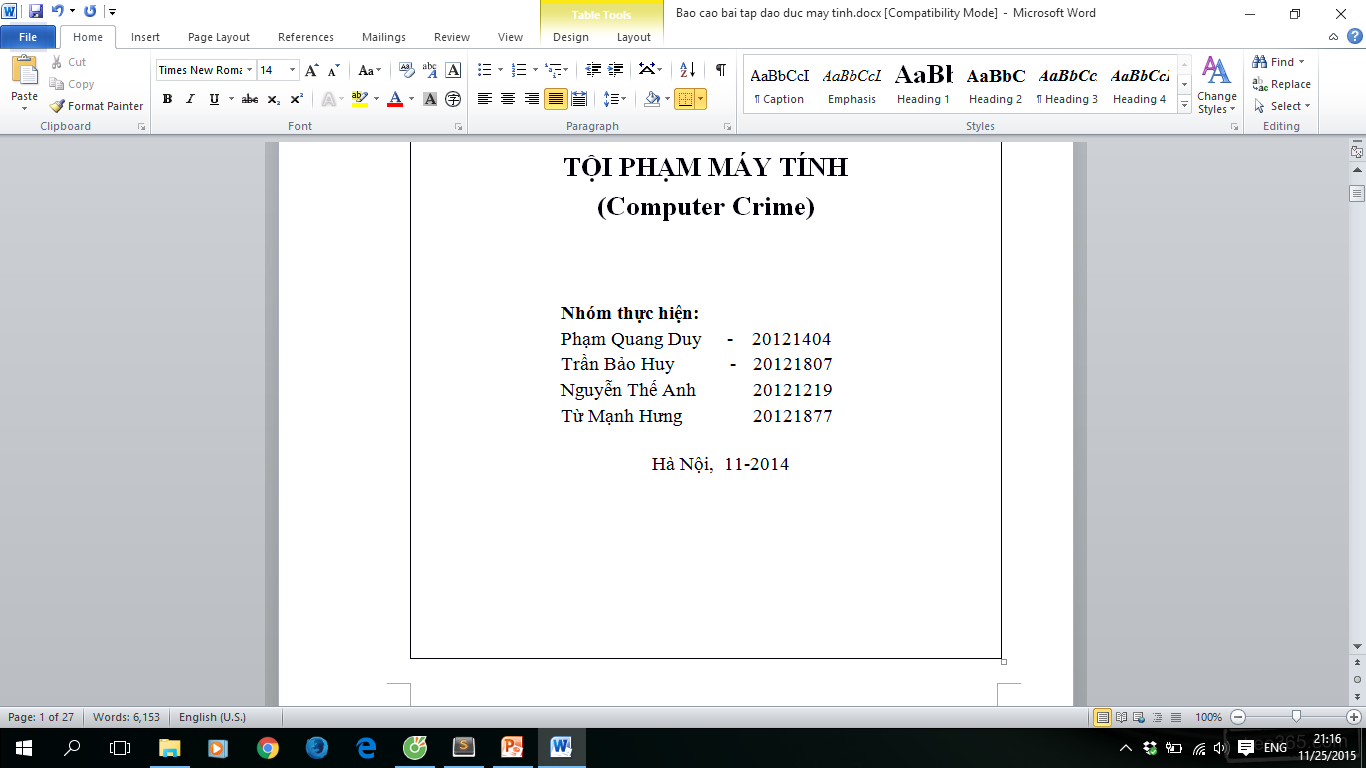 Table Tools
Bao cao bai tap dao duc may tinh.docx [Compatibility Mode] - Microsoft Word
File Home Insert Page Layout References Mailings Review View Design Layout
Cut
Copy
Format Painter
Paste
Clipboard
Times New Roma 14
Font
Paragraph
AaBbCcI AaBbCcL AaBb AaBbC AaBbCc AaBbCc
¶ Caption Emphasis Heading 1 Heading 2 ¶ Heading 3 Heading 4
Change Styles
Styles
Find
Replace
Select
Editing
TỘI PHẠM MÁY TÍNH
(Computer Crime)
Nhóm thực hiện:
Phạm Quang Duy - 20121404
Trần Bảo Huy - 20121807
Nguyễn Thế Anh 20121219
Từ Mạnh Hưng 20121877
Hà Nội, 11-2014
Page: 1 of 27 Words: 6,153 English (U.S.) 100%
ENG 21:16
11/25/2015